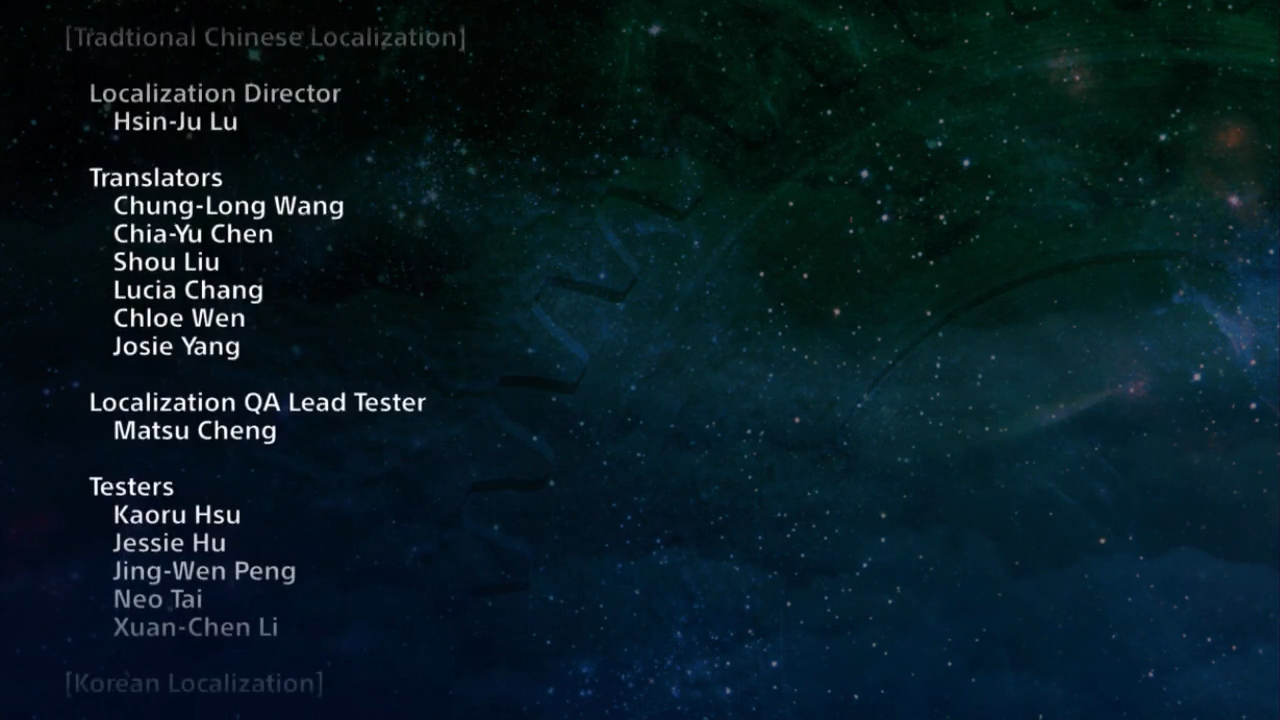 [Tradtional Chinese Localization]
Localization Director
Hsin-Ju Lu
Translators
Chung-Long Wang
Chia-Yu Chen
Shou Liu
Lucia Chang
Chloe Wen
Josie Yang
Localization QA Lead Tester
Matsu Cheng
Testers
Kaoru Hsu
Jessie Hu
Jing-Wen Peng
Neo Tai
Xuan-Chen Li
[Korean Localization]